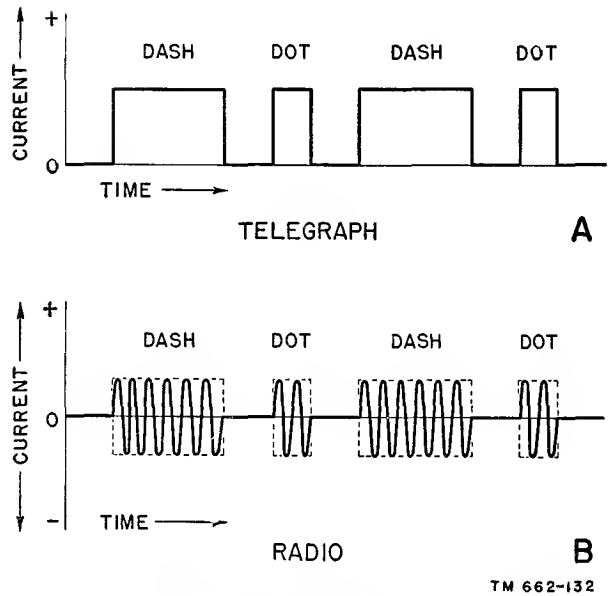 +
DASH DOT DASH DOT
CURRENT
0
TIME
TELEGRAPH A
+
DASH DOT DASH DOT
CURRENT
0
-
TIME
RADIO B
TM 662-132